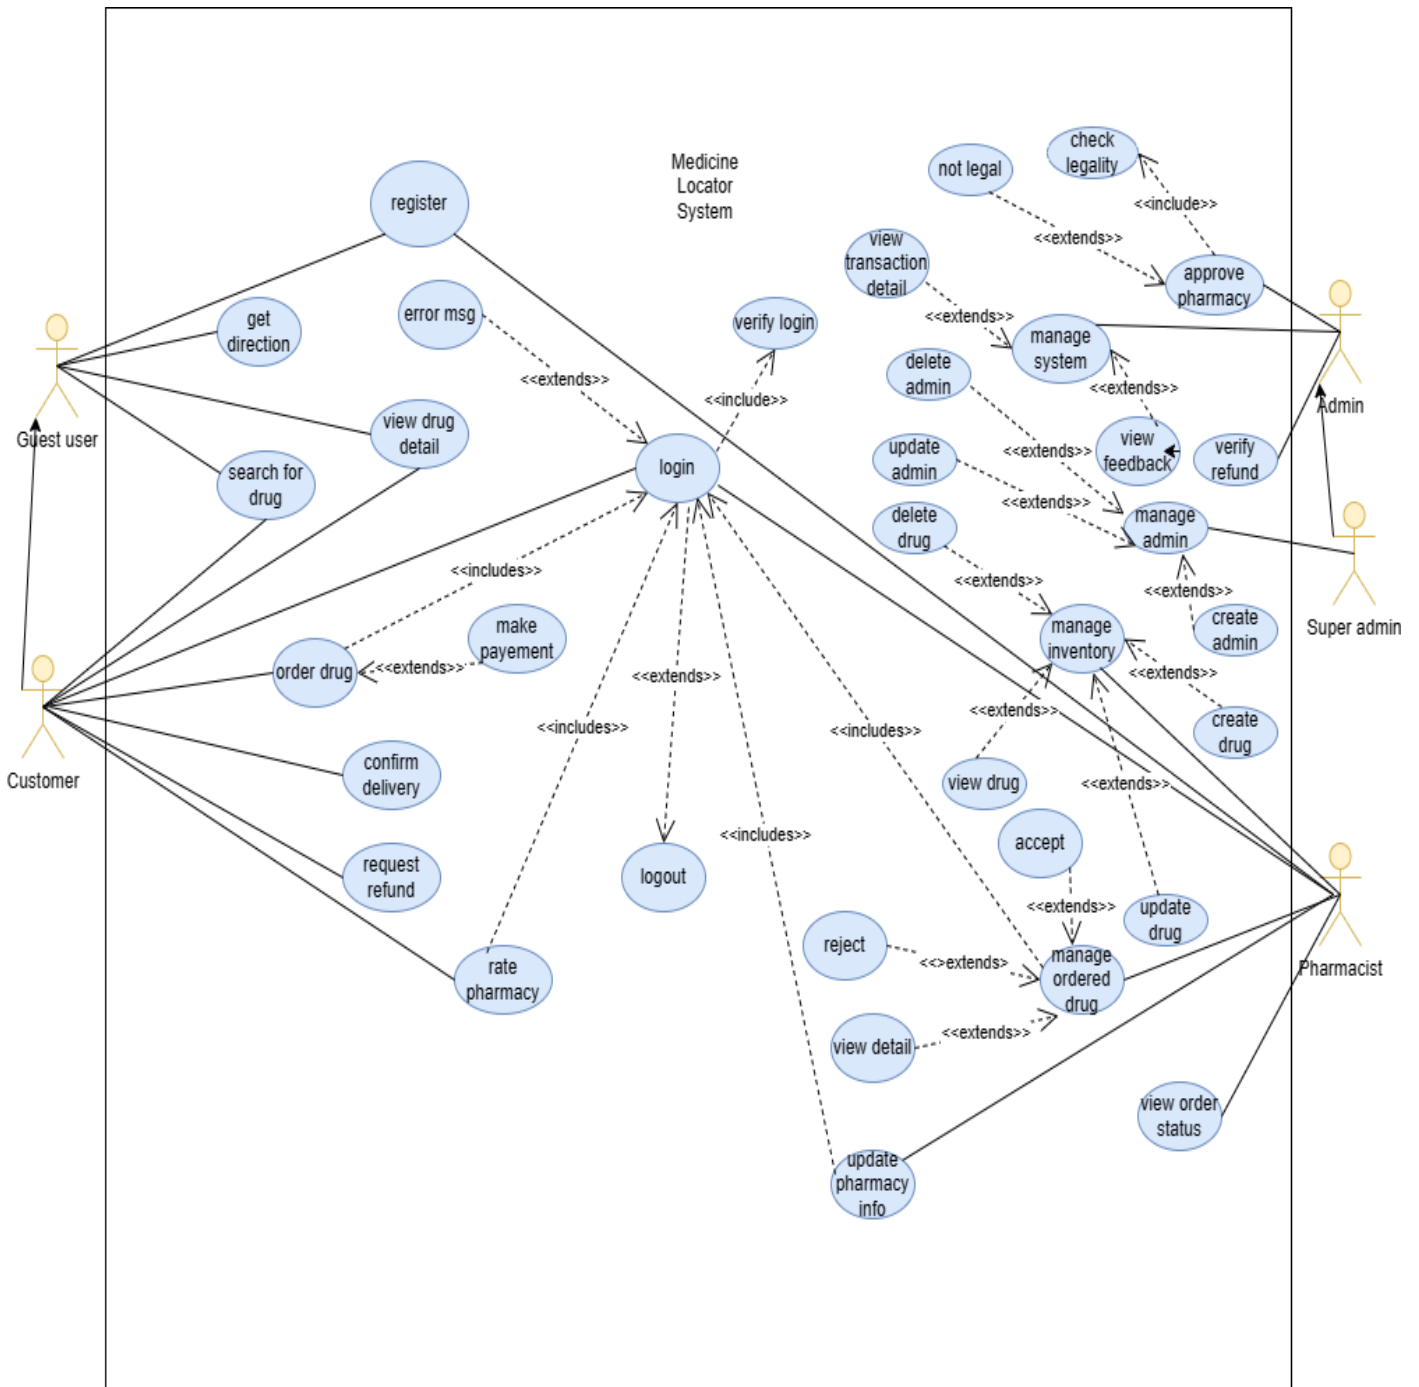 check
legality
not legal
Medicine
Locator
System
register
<<include>>
view
transaction
detail
<<extends>>
approve
pharmacy
get
direction
error msg
verify login
<<extends>>
manage
system
delete
admin
<<extends>>
<<extends>>
<<include>>
Admin
view drug
detail
Guest user
search for
drug
login
update
admin
<<extends>>
view
feedback
verify
refund
<<extends>>
delete
drug
manage
admin
<<includes>>
<<extends>>
<<extends>>
make
payement
manage
inventory
create
admin
Super admin
order drug
<<extends>>
<<extends>>
<<extends>>
<<extends>>
create
drug
<<includes>>
<<includes>>
Customer
confirm
delivery
view drug
<<extends>>
<<includes>>
accept
request
refund
logout
<<extends>>
update
drug
reject
<<>extends>
manage
ordered
drug
rate
pharmacy
Pharmacist
view detail
<<extends>>
view order
status
update
pharmacy
info